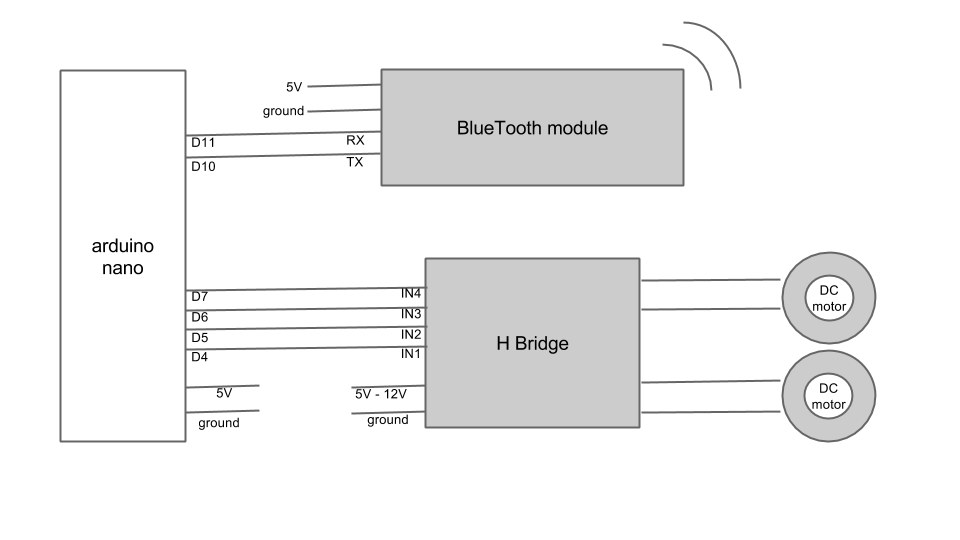 5V
ground
BlueTooth module
D11
RX
D10
TX
arduino
nano
D7
IN4
D6
IN3
D5
IN2
D4
IN1
5V
ground
5V - 12V
ground
H Bridge
DC
motor
DC
motor